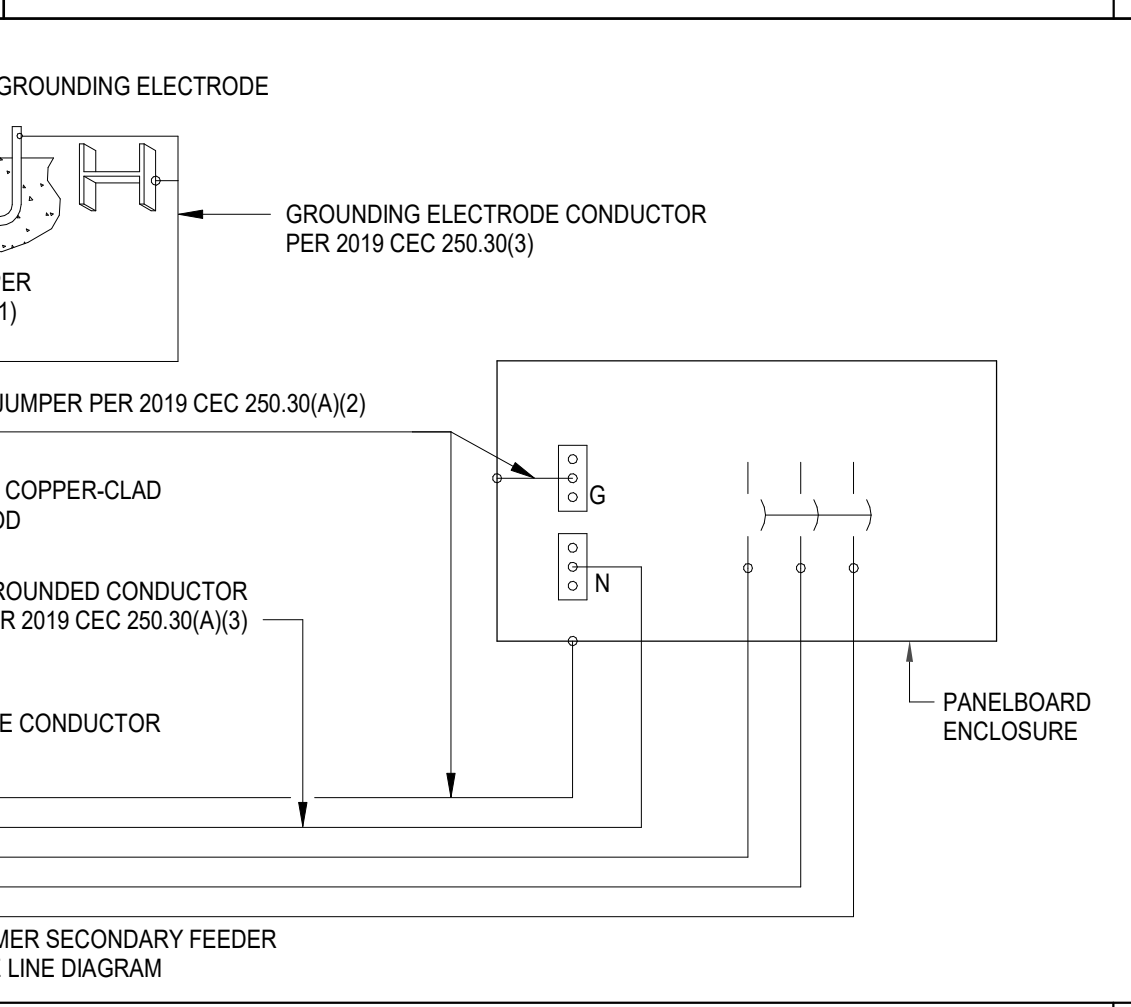 GROUNDING ELECTRODE
GROUNDING ELECTRODE CONDUCTOR
PER 2019 CEC 250.30(3)
PER
1)
JUMPER PER 2019 CEC 250.30(A)(2)
COPPER-CLAD
OD
G
N
ROUNDED CONDUCTOR
R 2019 CEC 250.30(A)(3)
E CONDUCTOR
PANELBOARD
ENCLOSURE
MER SECONDARY FEEDER
E LINE DIAGRAM